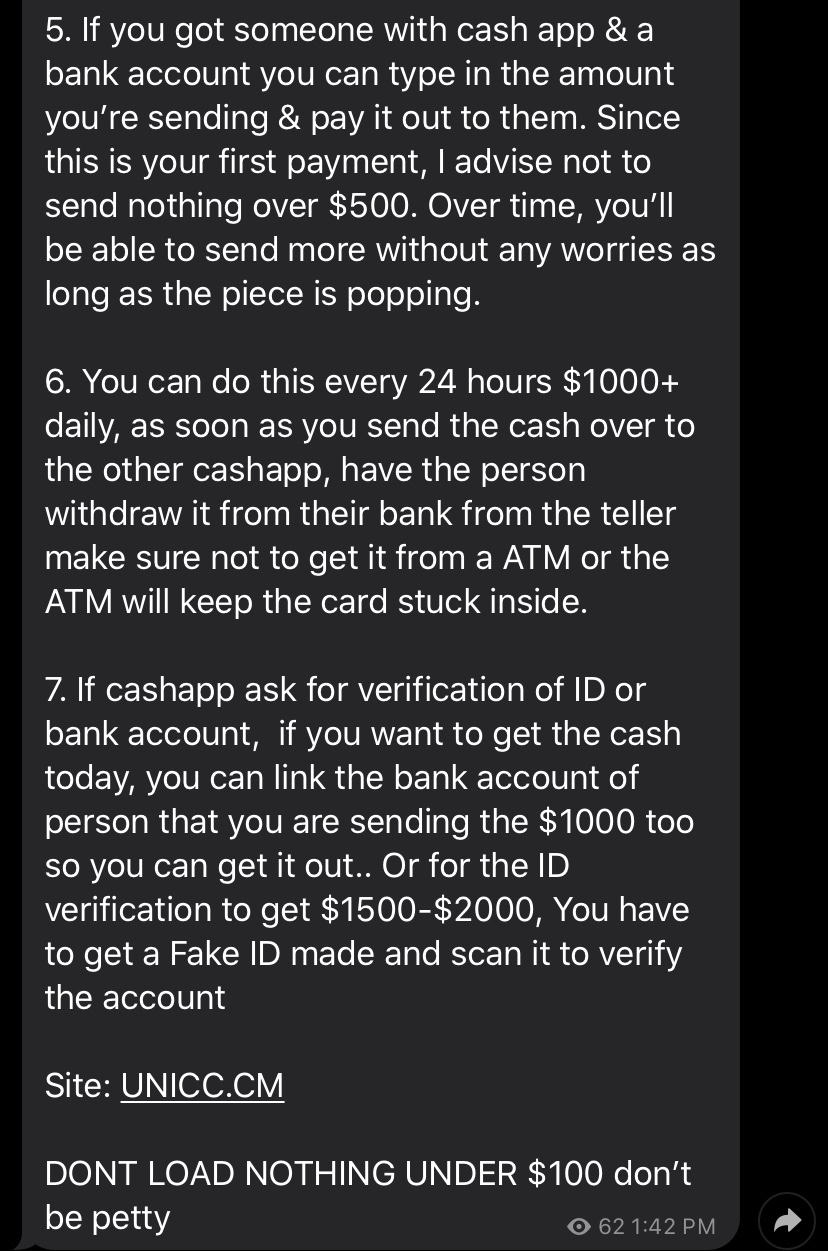 5. If you got someone with cash app & a
bank account you can type in the amount
you’re sending & pay it out to them. Since
this is your first payment, I advise not to
send nothing over $500. Over time, you’ll
be able to send more without any worries as
long as the piece is popping.
6. You can do this every 24 hours $1000+
daily, as soon as you send the cash over to
the other cashapp, have the person
withdraw it from their bank from the teller
make sure not to get it from a ATM or the
ATM will keep the card stuck inside.
7. If cashapp ask for verification of ID or
bank account,  if you want to get the cash
today, you can link the bank account of
person that you are sending the $1000 too
so you can get it out.. Or for the ID
verification to get $1500-$2000, You have
to get a Fake ID made and scan it to verify
the account
Site: UNICC.CM
DONT LOAD NOTHING UNDER $100 don’t
be petty
62 1:42 PM